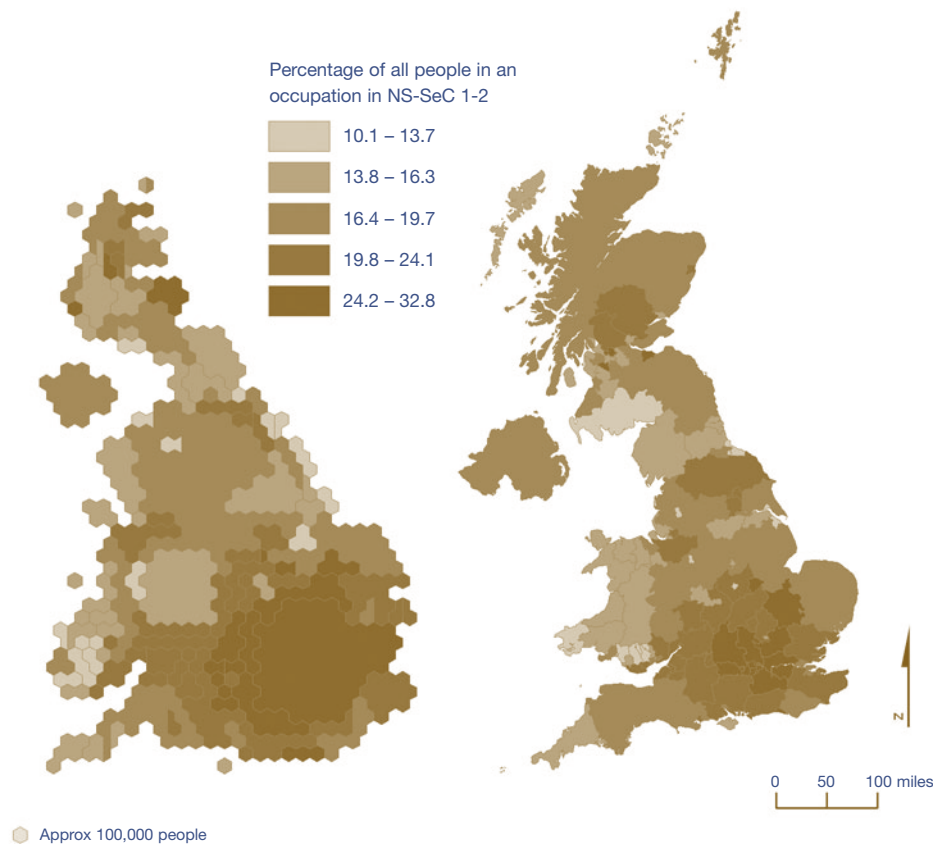 Percentage of all people in an
occupation in NS-SeC 1-2
10.1 – 13.7
13.8 – 16.3
16.4 – 19.7
19.8 – 24.1
24.2 – 32.8
N
0 50 100 miles
Approx 100,000 people